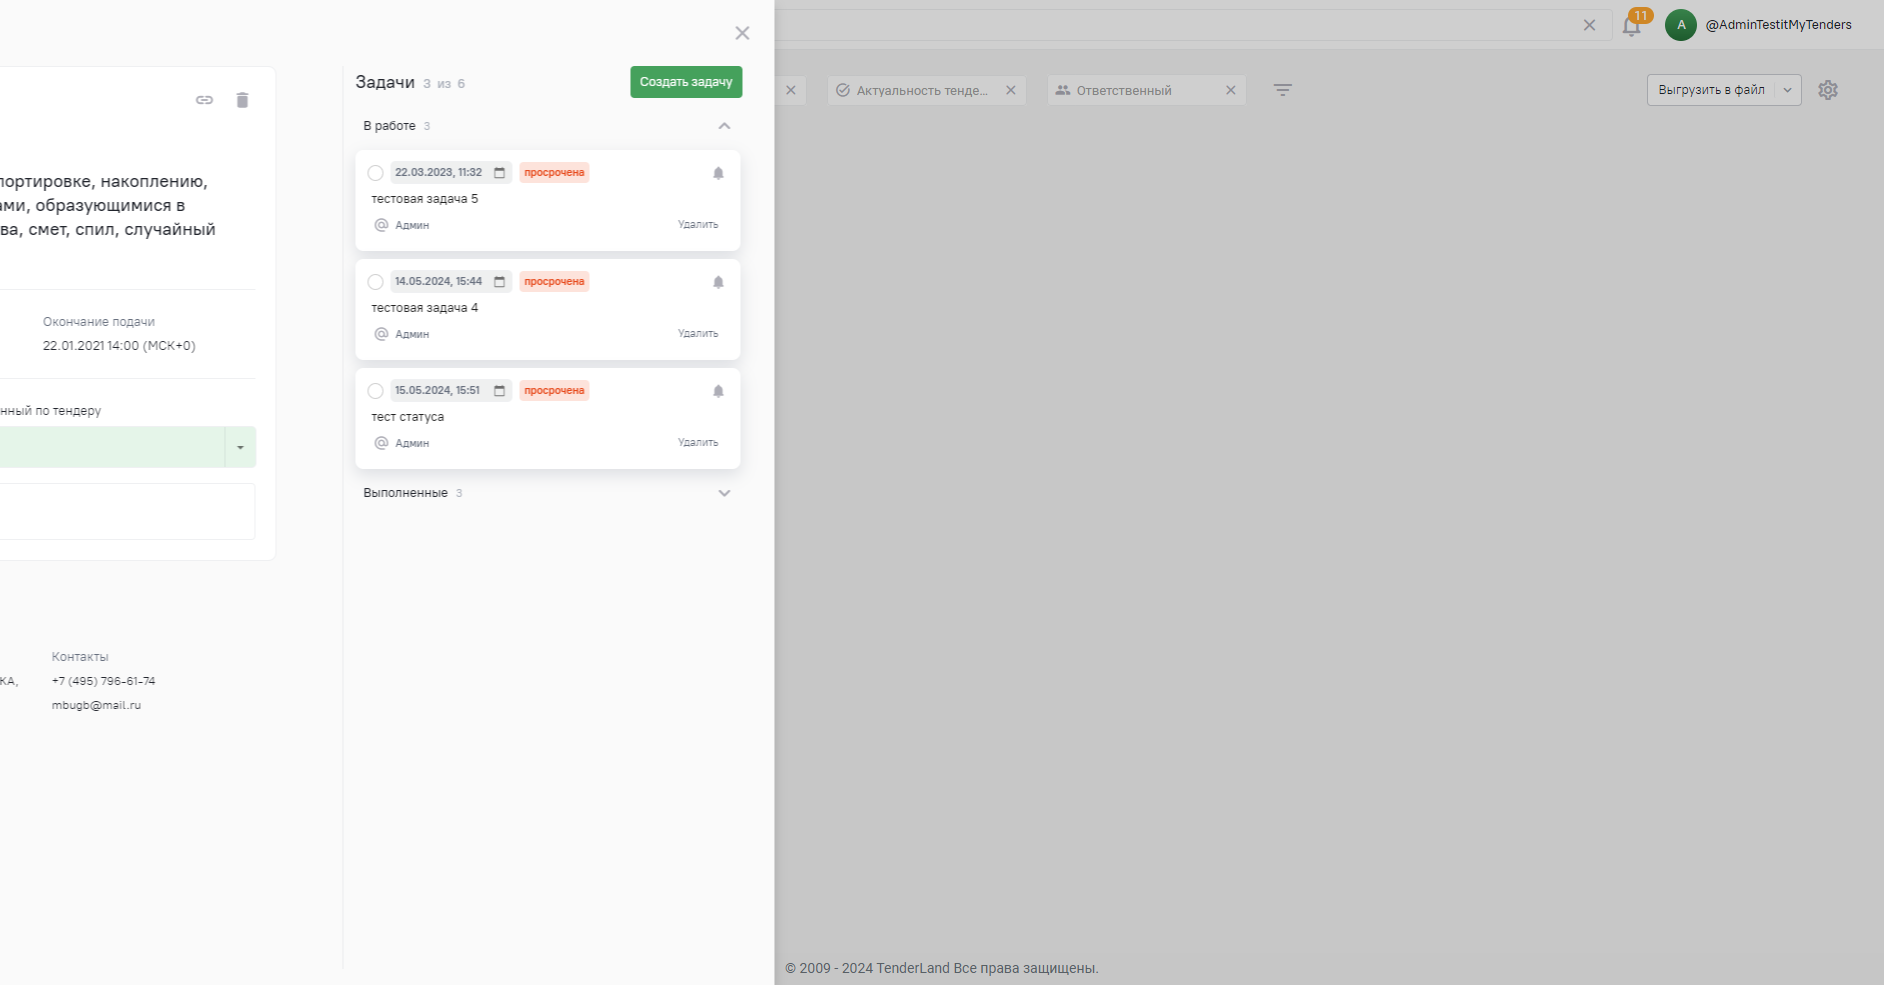 портировке, накоплению,
ами, образующимися в
ва, смет, спил, случайный
Окончание подачи
22.01.2021 14:00 (МСК+0)
нный по тендеру
Контакты
КА,
+7 (495) 796-61-74
mbugb@mail.ru
Задачи 3 из 6
Создать задачу
В работе 3
22.03.2023, 11:32 просрочена
тестовая задача 5
Админ Удалить
14.05.2024, 15:44 просрочена
тестовая задача 4
Админ Удалить
15.05.2024, 15:51 просрочена
тест статуса
Админ Удалить
Выполненные 3
11
A @AdminTestitMyTenders
Актуальность тенде...
Ответственный
Выгрузить в файл
© 2009 - 2024 TenderLand Все права защищены.